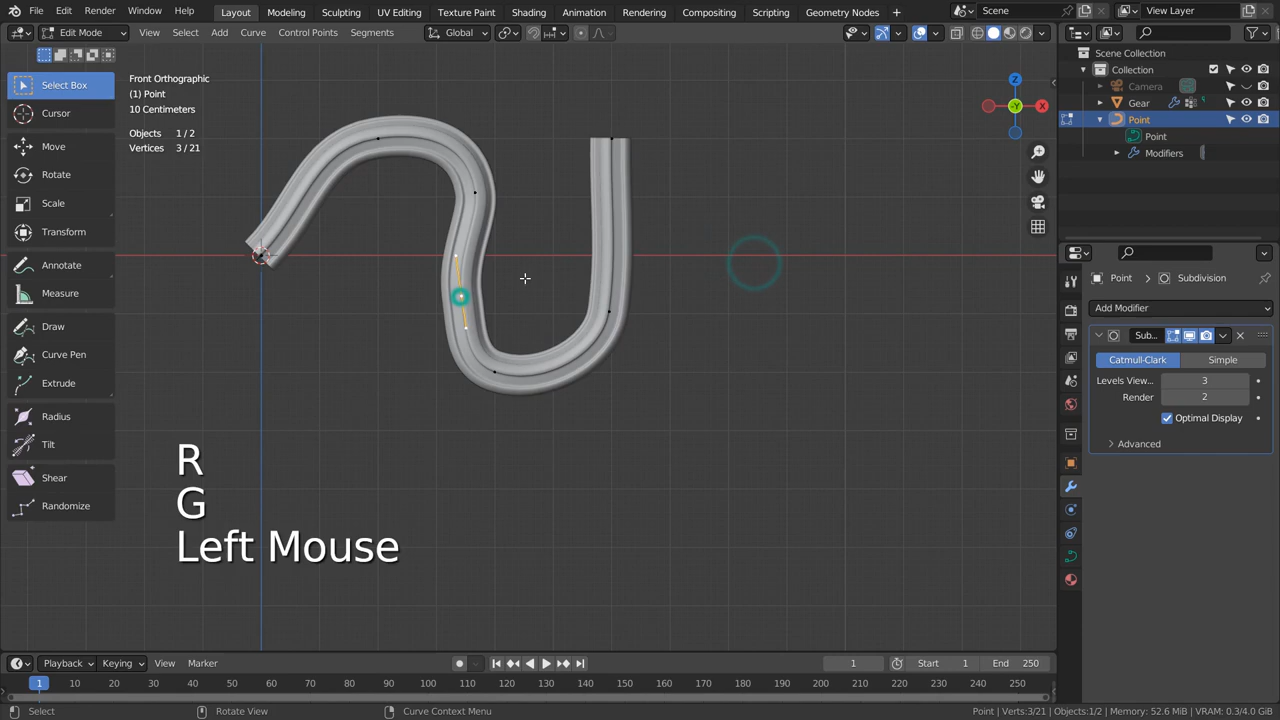 File Edit Render Window Help Layout Modeling Sculpting UV Editing Texture Paint Shading Animation Rendering Compositing Scripting Geometry Nodes + Scene View Layer
Edit Mode View Select Add Curve Control Points Segments Global
Select Box
Cursor
Move
Rotate
Scale
Transform
Annotate
Measure
Draw
Curve Pen
Extrude
Radius
Tilt
Shear
Randomize
Front Orthographic
(1) Point
10 Centimeters
Objects 1 / 2
Vertices 3 / 21
Z
X
-Y
R
G
Left Mouse
Scene Collection
Collection
Camera
Gear
Point
Point
Modifiers
Point > Subdivision
Add Modifier
Sub...
Catmull-Clark Simple
Levels View... 3
Render 2
Optimal Display
Advanced
Playback Keying View Marker 1 Start 1 End 250
1 10 20 30 40 50 60 70 80 90 100 110 120 130 140 150 160 170 180 190 200 210 220 230 240 250
Select Rotate View Curve Context Menu Point | Verts:3/21 | Objects:1/2 | Memory: 52.6 MiB | VRAM: 0.3/4.0 GiB